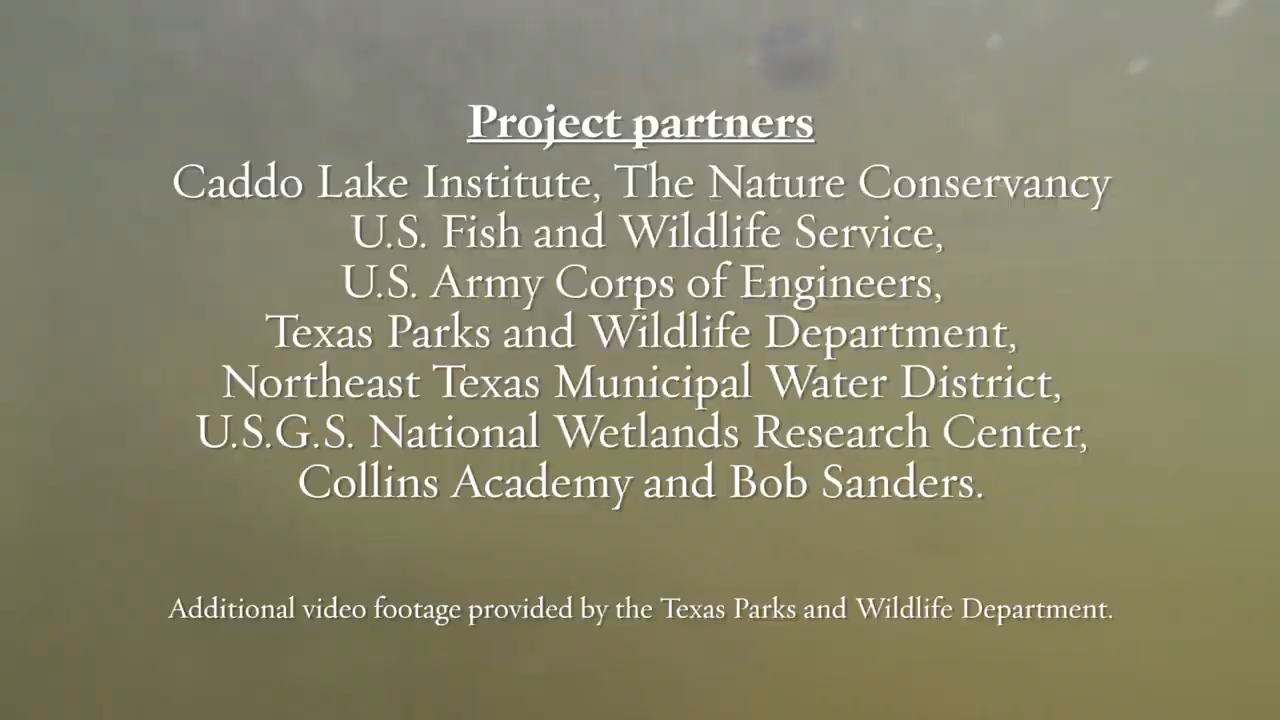 Project partners
Caddo Lake Institute, The Nature Conservancy
U.S. Fish and Wildlife Service,
U.S. Army Corps of Engineers,
Texas Parks and Wildlife Department,
Northeast Texas Municipal Water District,
U.S.G.S. National Wetlands Research Center,
Collins Academy and Bob Sanders.
Additional video footage provided by the Texas Parks and Wildlife Department.